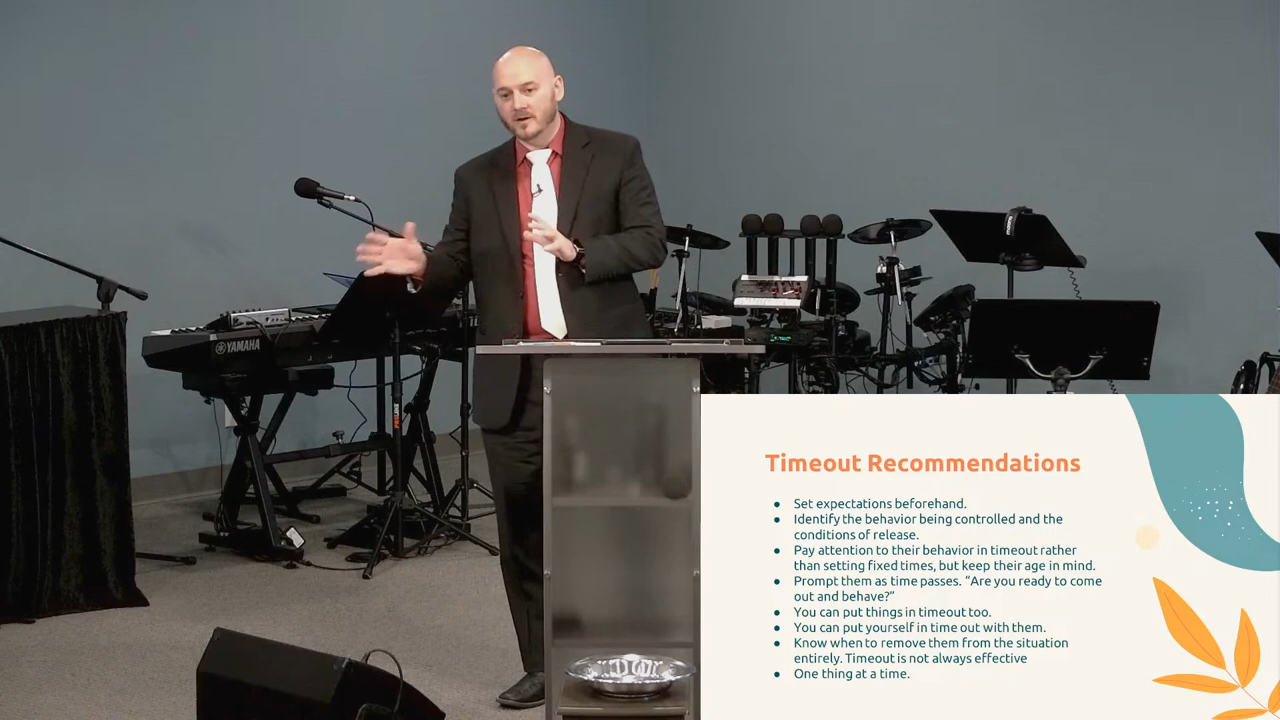 YAMAHA
PROLINE
Timeout Recommendations
● Set expectations beforehand.
● Identify the behavior being controlled and the
conditions of release.
● Pay attention to their behavior in timeout rather
than setting fixed times, but keep their age in mind.
● Prompt them as time passes. “Are you ready to come
out and behave?”
● You can put things in timeout too.
● You can put yourself in time out with them.
● Know when to remove them from the situation
entirely. Timeout is not always effective
● One thing at a time.